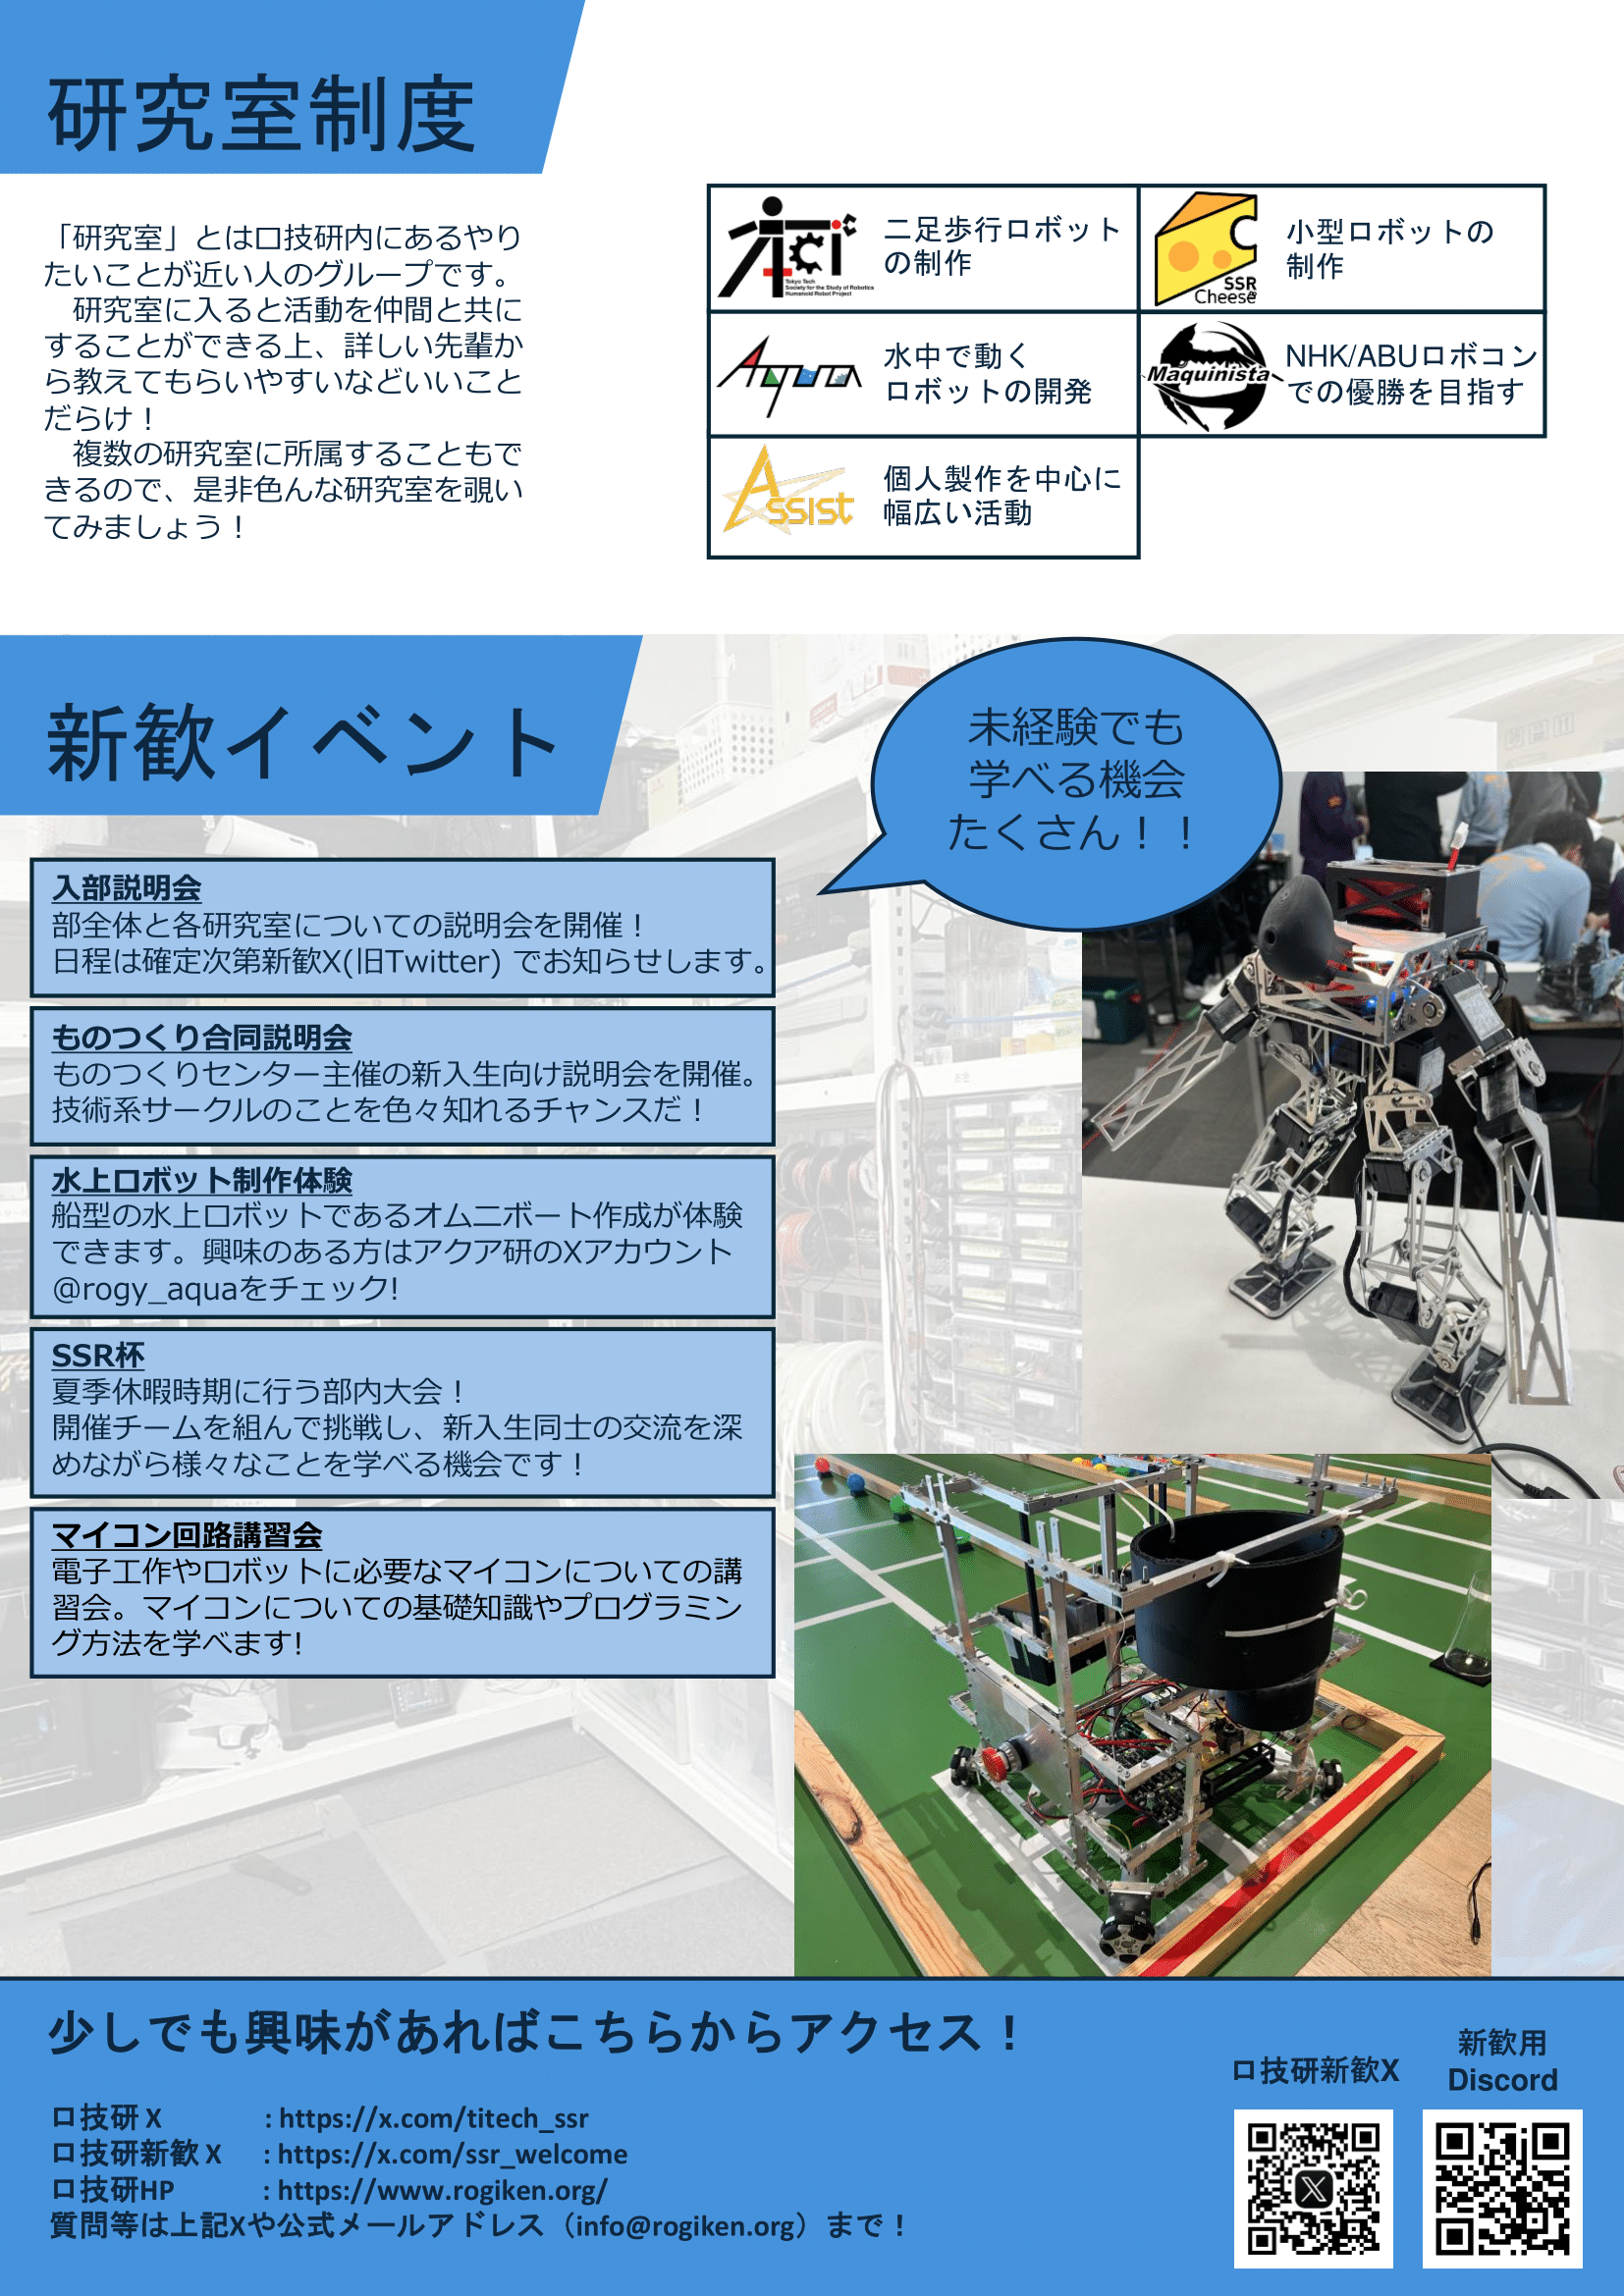 研究室制度
「研究室」とはロ技研内にあるやり
たいことが近い人のグループです。
研究室に入ると活動を仲間と共に
することができる上、詳しい先輩か
ら教えてもらいやすいなどいいこと
だらけ！
複数の研究室に所属することもで
きるので、是非色んな研究室を覗い
てみましょう！
Tokyo Tech
Society for the Study of Robotics
Humanoid Robot Project
二足歩行ロボット
の制作
SSR
Cheese
小型ロボットの
制作
Aqua
水中で動く
ロボットの開発
Maquinista
NHK/ABUロボコン
での優勝を目指す
Assist
個人製作を中心に
幅広い活動
新歓イベント
未経験でも
学べる機会
たくさん！！
入部説明会
部全体と各研究室についての説明会を開催！
日程は確定次第新歓X(旧Twitter) でお知らせします。
ものつくり合同説明会
ものつくりセンター主催の新入生向け説明会を開催。
技術系サークルのことを色々知れるチャンスだ！
水上ロボット制作体験
船型の水上ロボットであるオムニボート作成が体験
できます。興味のある方はアクア研のXアカウント
@rogy_aquaをチェック!
SSR杯
夏季休暇時期に行う部内大会！
開催チームを組んで挑戦し、新入生同士の交流を深
めながら様々なことを学べる機会です！
マイコン回路講習会
電子工作やロボットに必要なマイコンについての講
習会。マイコンについての基礎知識やプログラミン
グ方法を学べます!
少しでも興味があればこちらからアクセス！
ロ技研 X : https://x.com/titech_ssr
ロ技研新歓 X : https://x.com/ssr_welcome
ロ技研HP : https://www.rogiken.org/
質問等は上記Xや公式メールアドレス（info@rogiken.org）まで！
ロ技研新歓X
新歓用
Discord